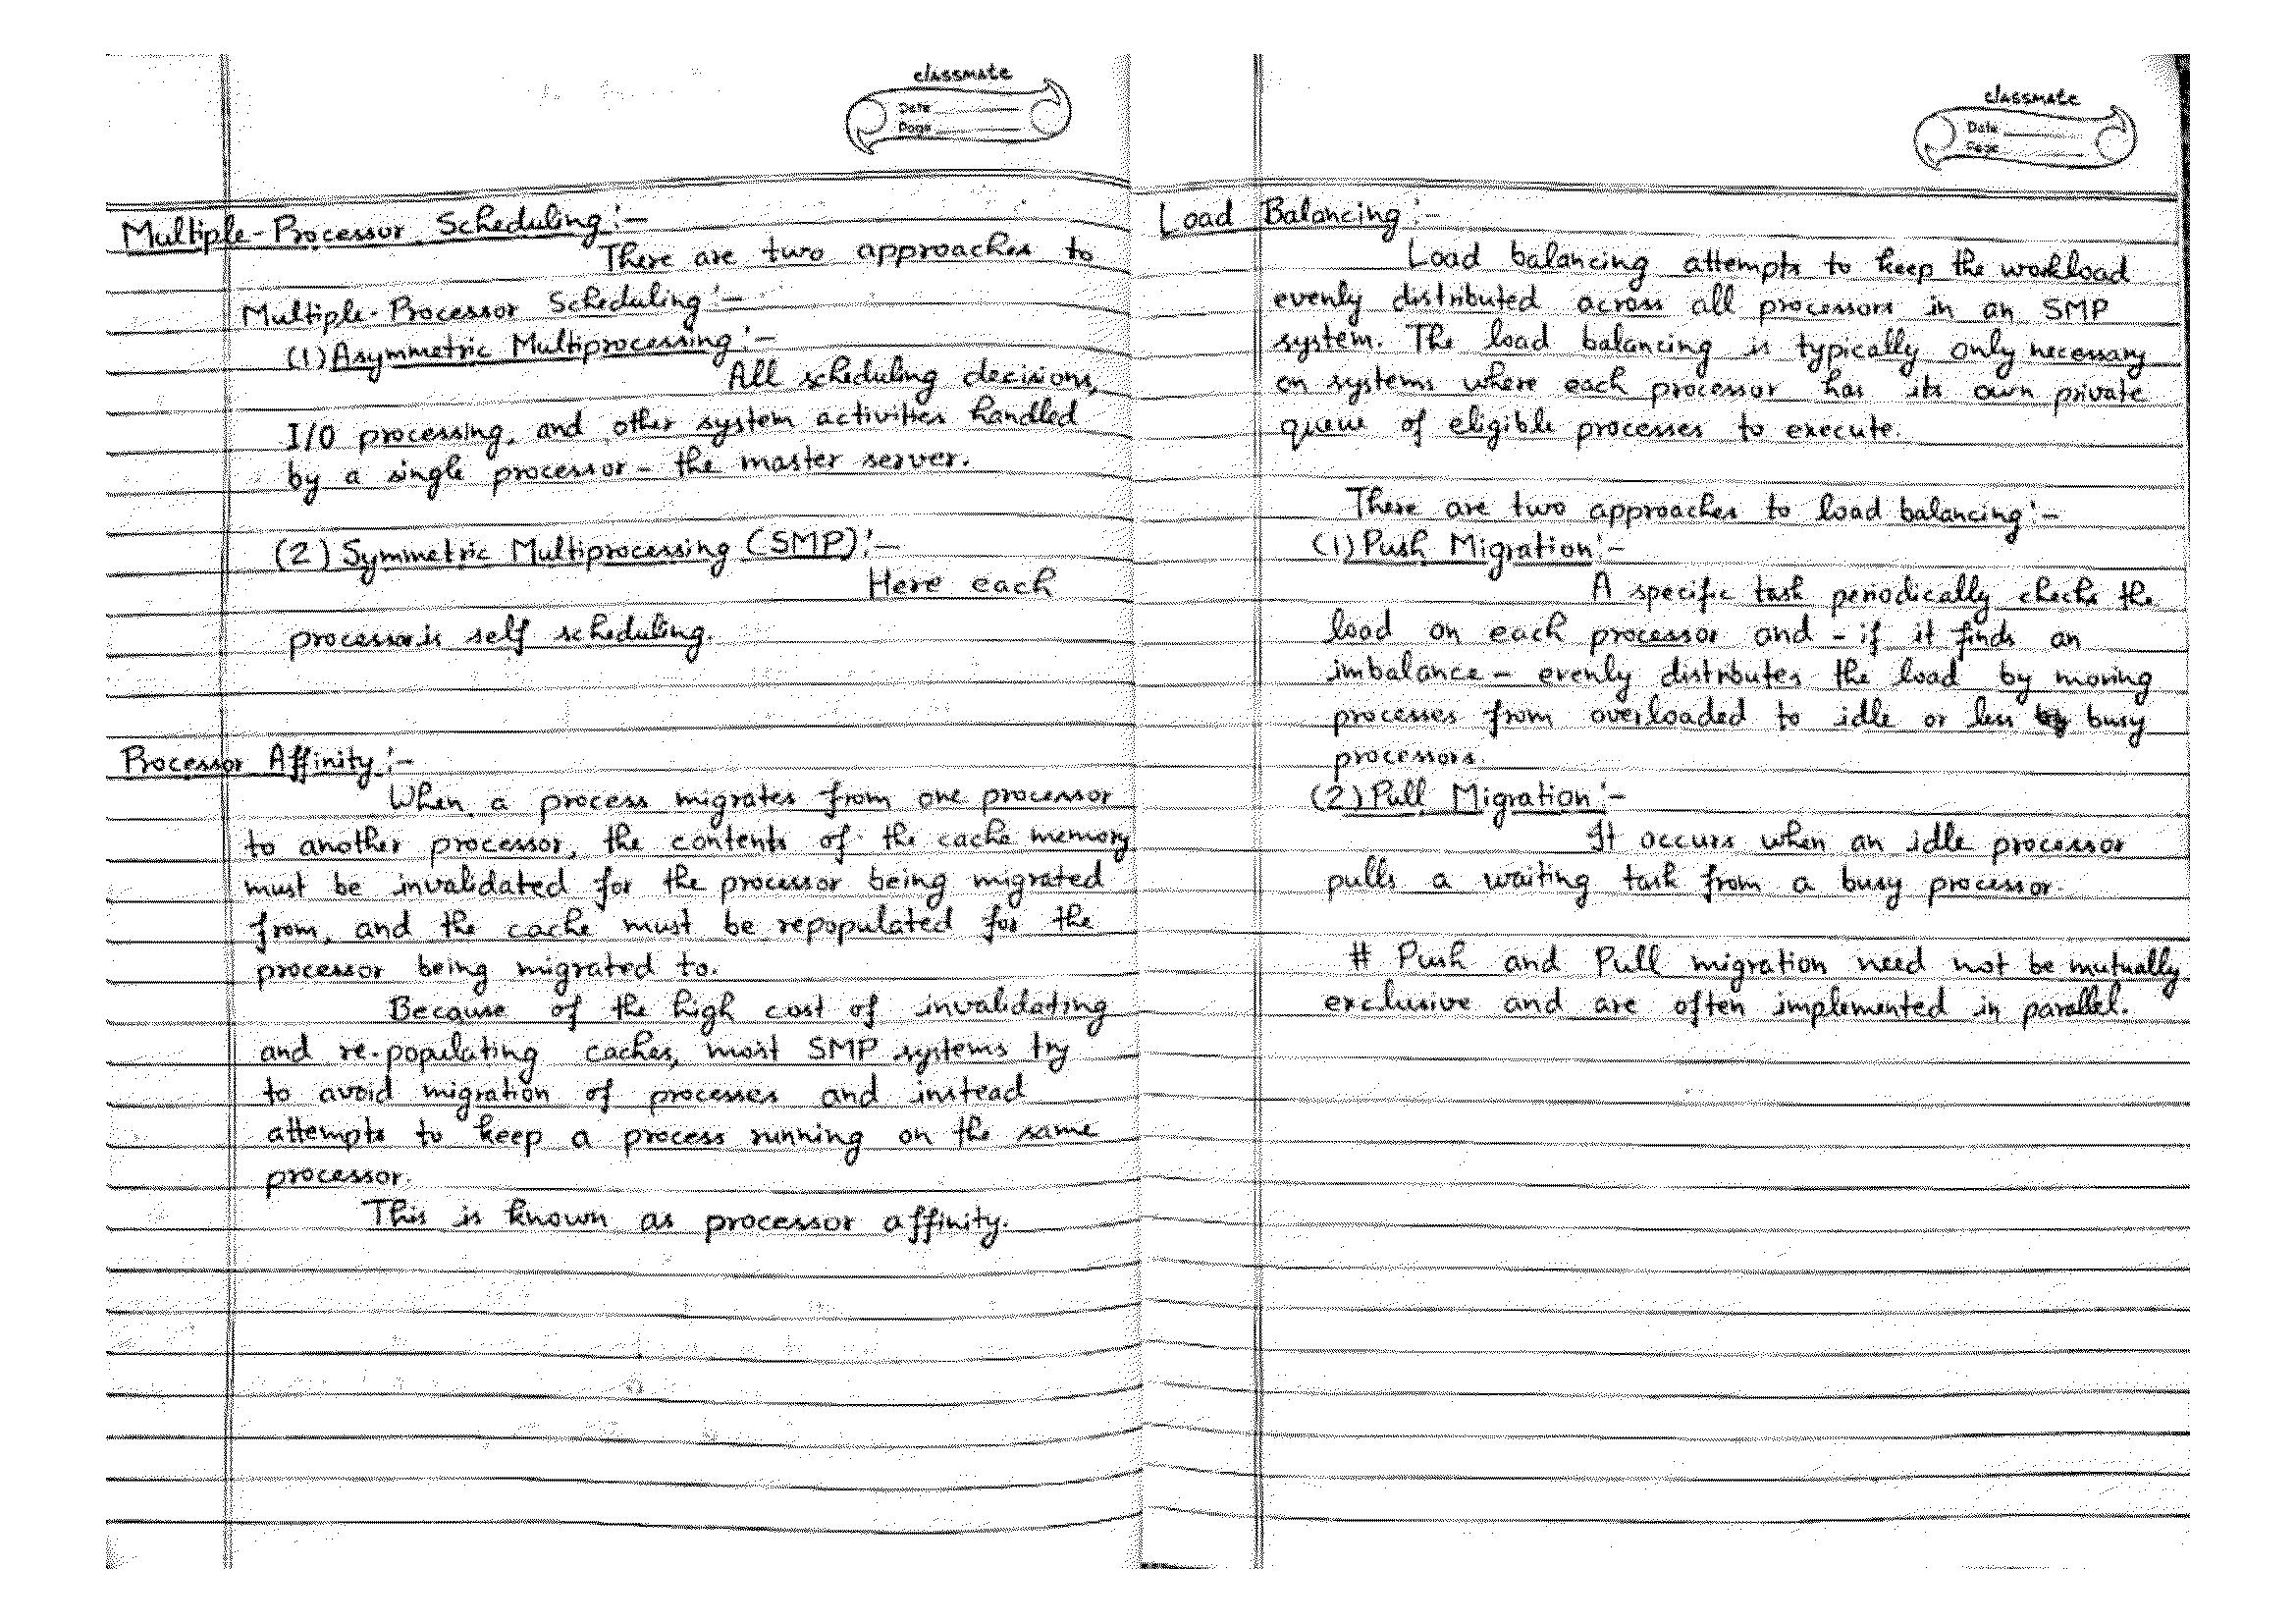 classmate
Date
Page
Multiple-Processor Scheduling:-
There are two approaches to
Multiple-Processor Scheduling:-
(1) Asymmetric Multiprocessing:-
All scheduling decisions,
I/O processing, and other system activities handled
by a single processor - the master server.
(2) Symmetric Multiprocessing (SMP):-
Here each
processor is self scheduling.
Processor Affinity:-
When a process migrates from one processor
to another processor, the contents of the cache memory
must be invalidated for the processor being migrated
from, and the cache must be repopulated for the
processor being migrated to.
Because of the high cost of invalidating
and re-populating caches, most SMP systems try
to avoid migration of processes and instead
attempts to keep a process running on the same
processor.
This is known as processor affinity.
classmate
Date
Page
Load Balancing:-
Load balancing attempts to keep the workload
evenly distributed across all processors in an SMP
system. The load balancing is typically only necessary
on systems where each processor has its own private
queue of eligible processes to execute.
There are two approaches to load balancing:-
(1) Push Migration:-
A specific task periodically checks the
load on each processor and - if it finds an
imbalance - evenly distributes the load by moving
processes from overloaded to idle or less busy
processors.
(2) Pull Migration:-
It occurs when an idle processor
pulls a waiting task from a busy processor.
# Push and Pull migration need not be mutually
exclusive and are often implemented in parallel.